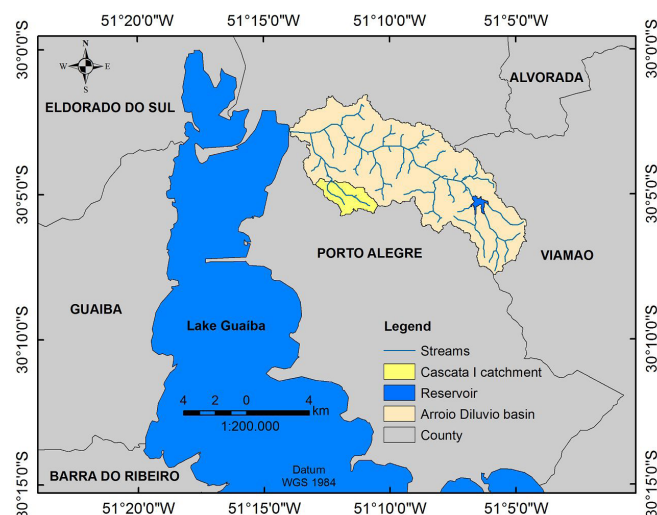 51°20'0"W 51°15'0"W 51°10'0"W 51°5'0"W
30°0'0"S 30°0'0"S
N
W E
S
ALVORADA
ELDORADO DO SUL
30°5'0"S 30°5'0"S
PORTO ALEGRE VIAMAO
GUAIBA
Lake Guaíba
Legend
Streams
30°10'0"S 30°10'0"S
Cascata I catchment
Reservoir
4 2 0 4
km
Arroio Diluvio basin
1:200.000
County
BARRA DO RIBEIRO
Datum
WGS 1984
30°15'0"S 30°15'0"S
51°20'0"W 51°15'0"W 51°10'0"W 51°5'0"W